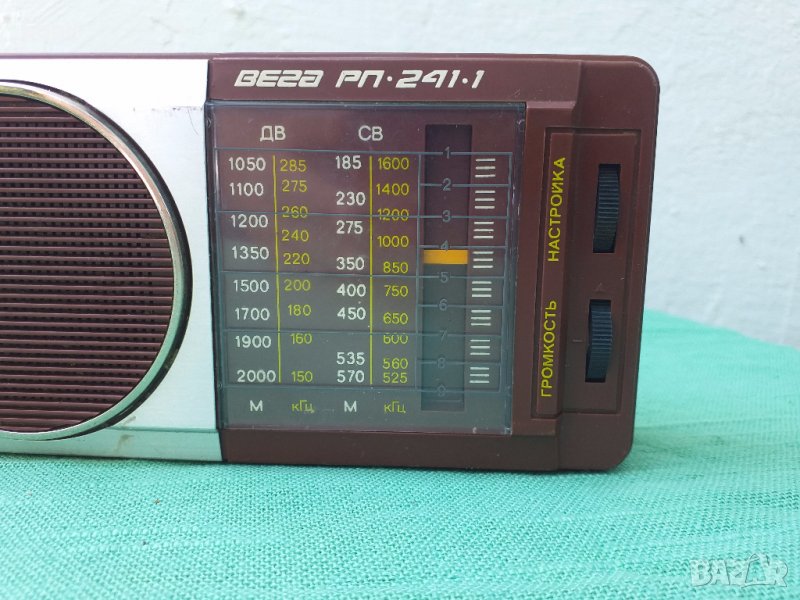 ВЕГА РП·241·1
ДВ СВ
1050 285 185 1600 1
1100 275 230 1400 2
1200 260 275 1200 3
240 1000
1350 220 350 850 4
1500 200 400 750 5
1700 180 450 650 6
1900 160 600 7
535 560 8
2000 150 570 525 9
М кГц М кГц
НАСТРОЙКА
ГРОМКОСТЬ
BAZAR